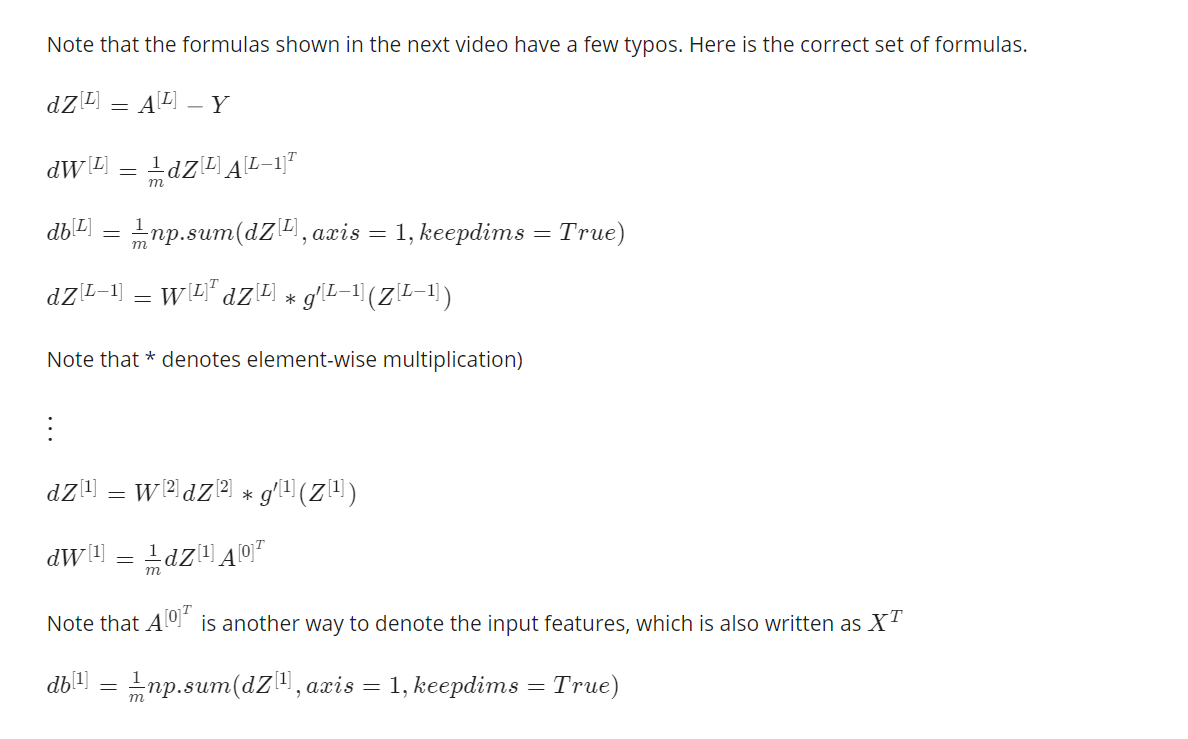 Note that the formulas shown in the next video have a few typos. Here is the correct set of formulas.
$dZ^{[L]} = A^{[L]} - Y$
$dW^{[L]} = \frac{1}{m} dZ^{[L]} A^{[L-1]^T}$
$db^{[L]} = \frac{1}{m} np.sum(dZ^{[L]}, axis = 1, keepdims = True)$
$dZ^{[L-1]} = W^{[L]^T} dZ^{[L]} * g'^{[L-1]}(Z^{[L-1]})$
Note that * denotes element-wise multiplication)
⋮
$dZ^{[1]} = W^{[2]} dZ^{[2]} * g'^{[1]}(Z^{[1]})$
$dW^{[1]} = \frac{1}{m} dZ^{[1]} A^{[0]^T}$
Note that $A^{[0]^T}$ is another way to denote the input features, which is also written as $X^T$
$db^{[1]} = \frac{1}{m} np.sum(dZ^{[1]}, axis = 1, keepdims = True)$